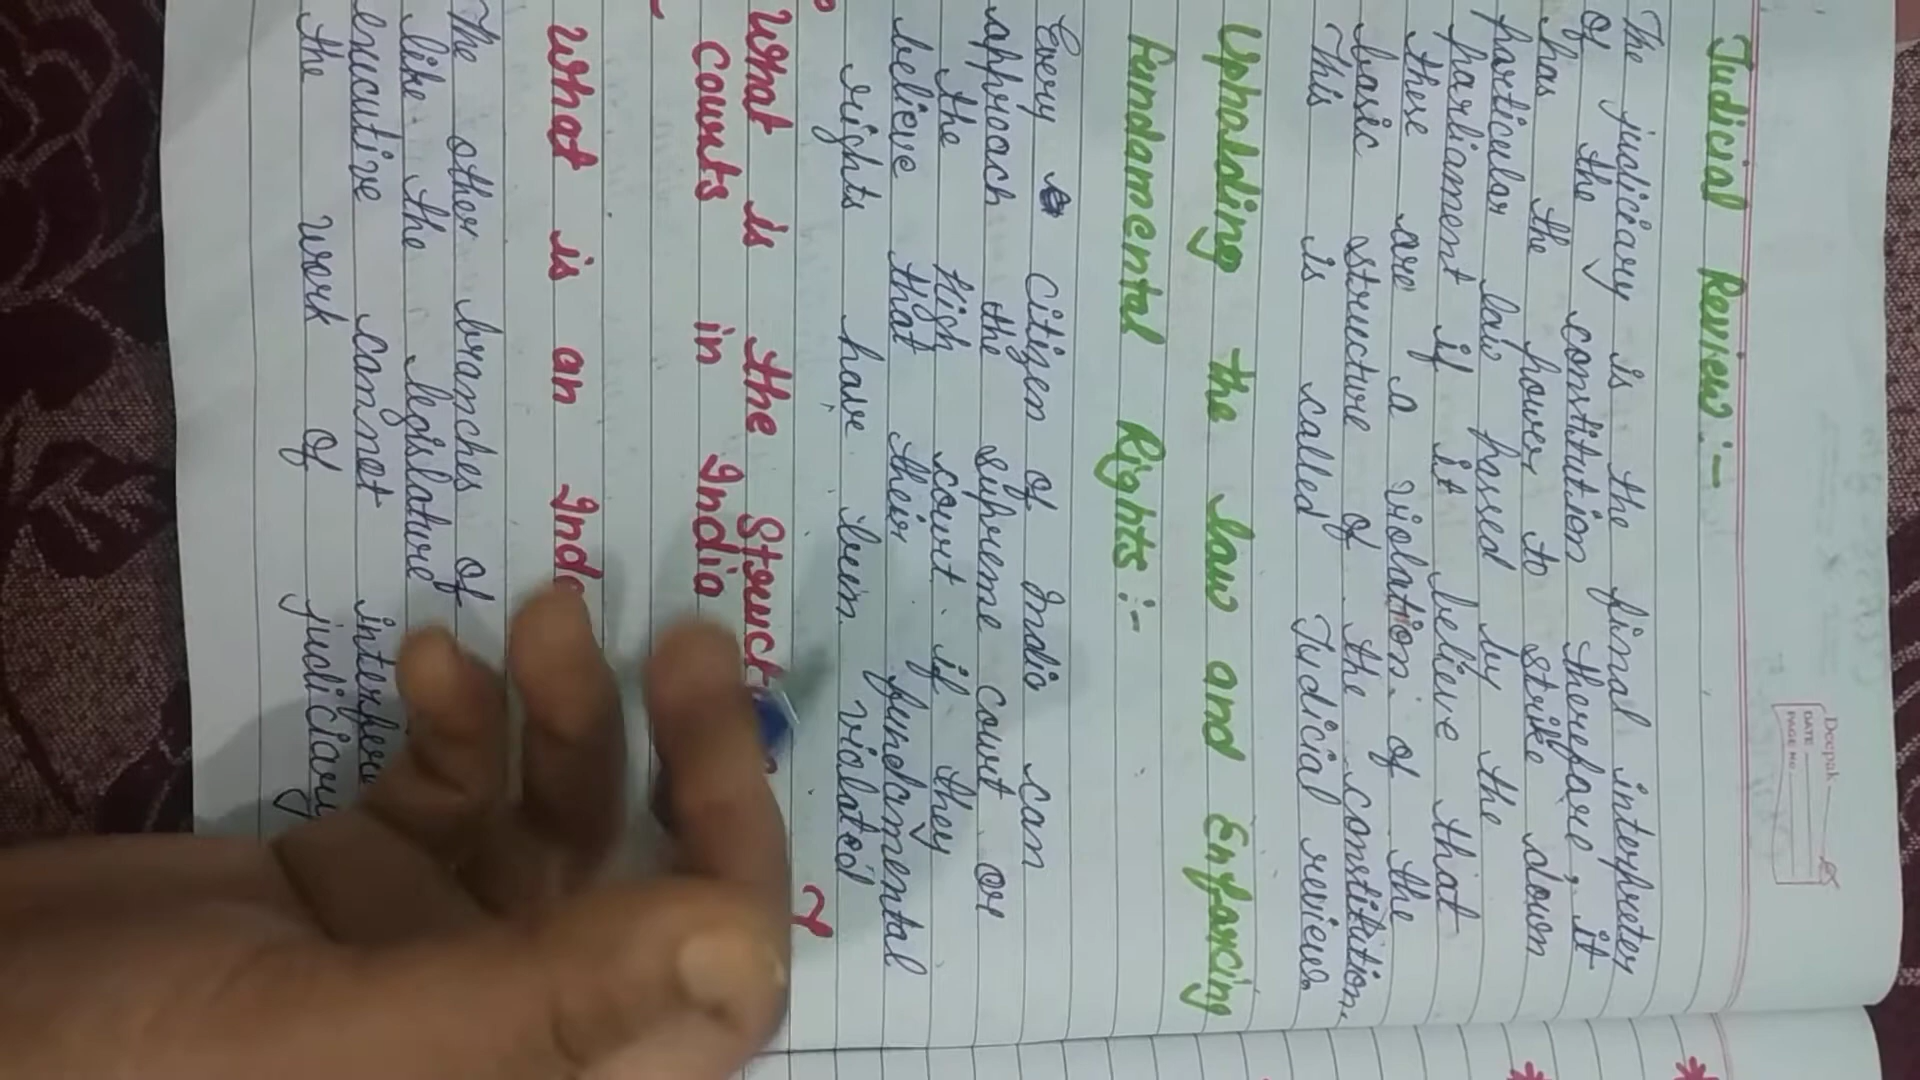 Deepak
DATE
PAGE No.
Judicial Review :-
The judiciary is the final interpreter
of the constitution therefore, it
has the power to strike down
particular law passed by the
parliament if it believe that
these are a violation of the
basic structure of the constitution.
This is called Judicial review.
Uphobding the law and Enforcing
Fundamental Rights :-
Every citizen of India can
approach the supreme court or
the High court if they
believe that their fundamental
rights have been violated
What is the
Courts in India
What is an
The other branches of
like the legislature
executive cannot
the work of judiciary